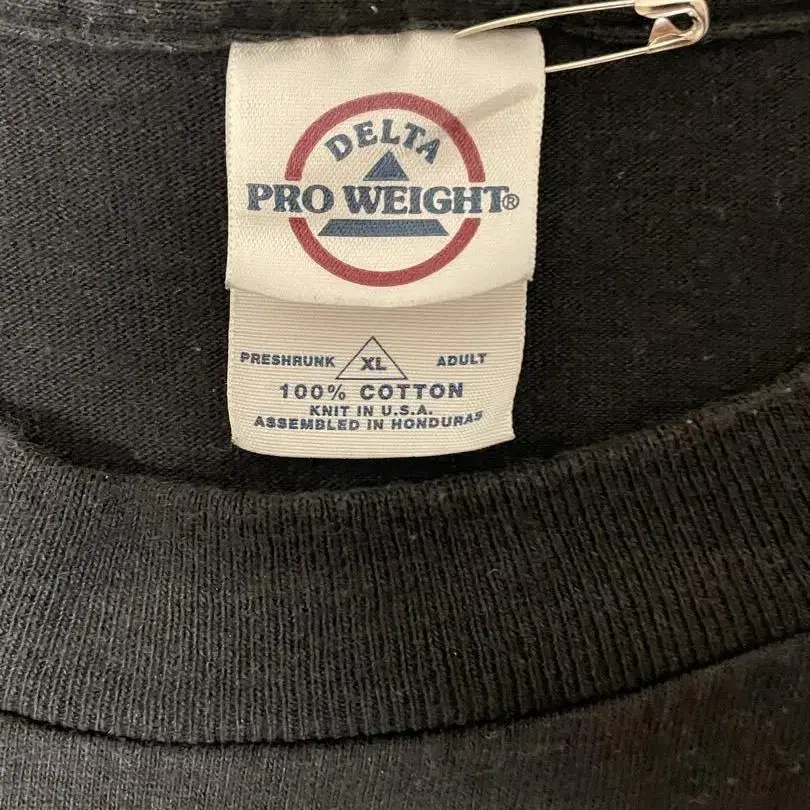 DELTA
PRO WEIGHT®
PRESHRUNK XL ADULT
100% COTTON
KNIT IN U.S.A.
ASSEMBLED IN HONDURAS